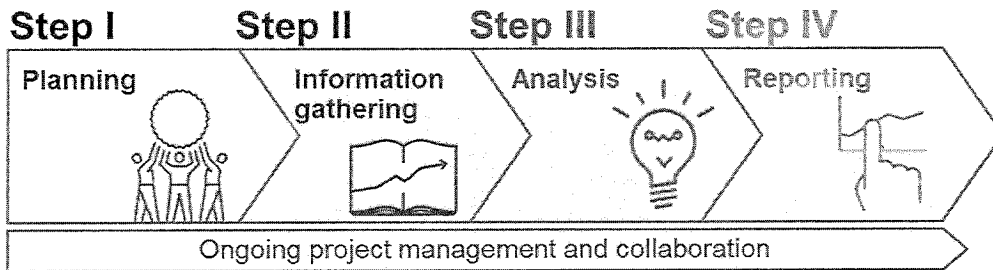 Step I
Step II
Step III
Step IV
Planning
Information
gathering
Analysis
Reporting
Ongoing project management and collaboration